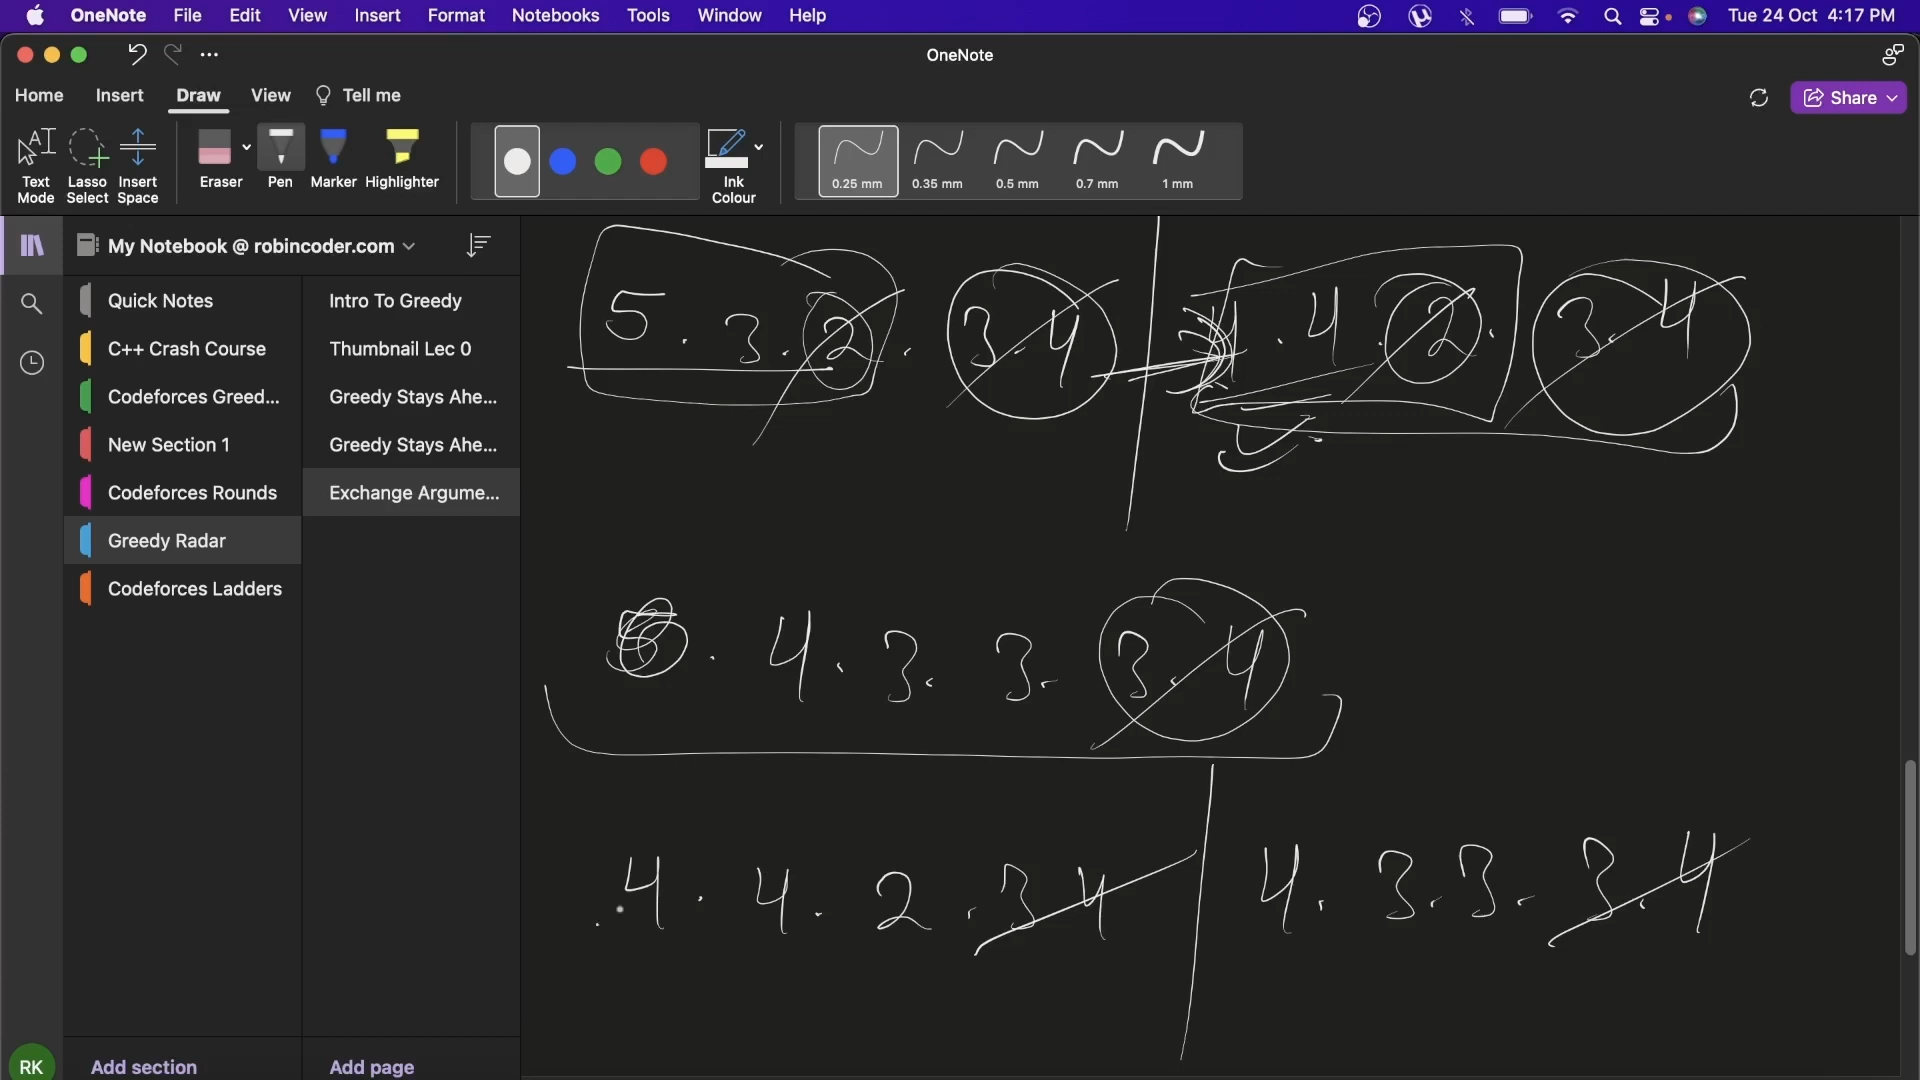 OneNote File Edit View Insert Format Notebooks Tools Window Help Tue 24 Oct 4:17 PM
OneNote
Home Insert Draw View Tell me Share
Text Mode Lasso Select Insert Space Eraser Pen Marker Highlighter Ink Colour 0.25 mm 0.35 mm 0.5 mm 0.7 mm 1 mm
My Notebook @ robincoder.com
Quick Notes
C++ Crash Course
Codeforces Greed...
New Section 1
Codeforces Rounds
Greedy Radar
Codeforces Ladders
Add section
Intro To Greedy
Thumbnail Lec 0
Greedy Stays Ahe...
Greedy Stays Ahe...
Exchange Argume...
Add page
RK
5 . 3 . 2 . 3 . 4 . 4 . 2 . 3 . 4
. 4 . 3 . 3 . 3 . 4
. 4 . 4 . 2 . 3 4 4 . 3 . 3 . 3 . 4